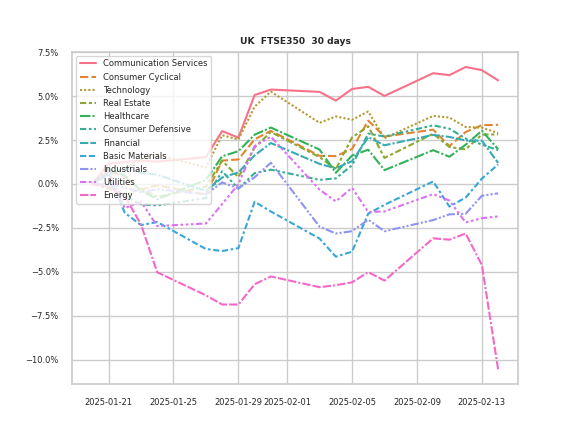 UK  FTSE350  30 days
7.5%
5.0%
2.5%
0.0%
−2.5%
−5.0%
−7.5%
−10.0%
Communication Services
Consumer Cyclical
Technology
Real Estate
Healthcare
Consumer Defensive
Financial
Basic Materials
Industrials
Utilities
Energy
2025-01-21 2025-01-25 2025-01-29 2025-02-01 2025-02-05 2025-02-09 2025-02-13